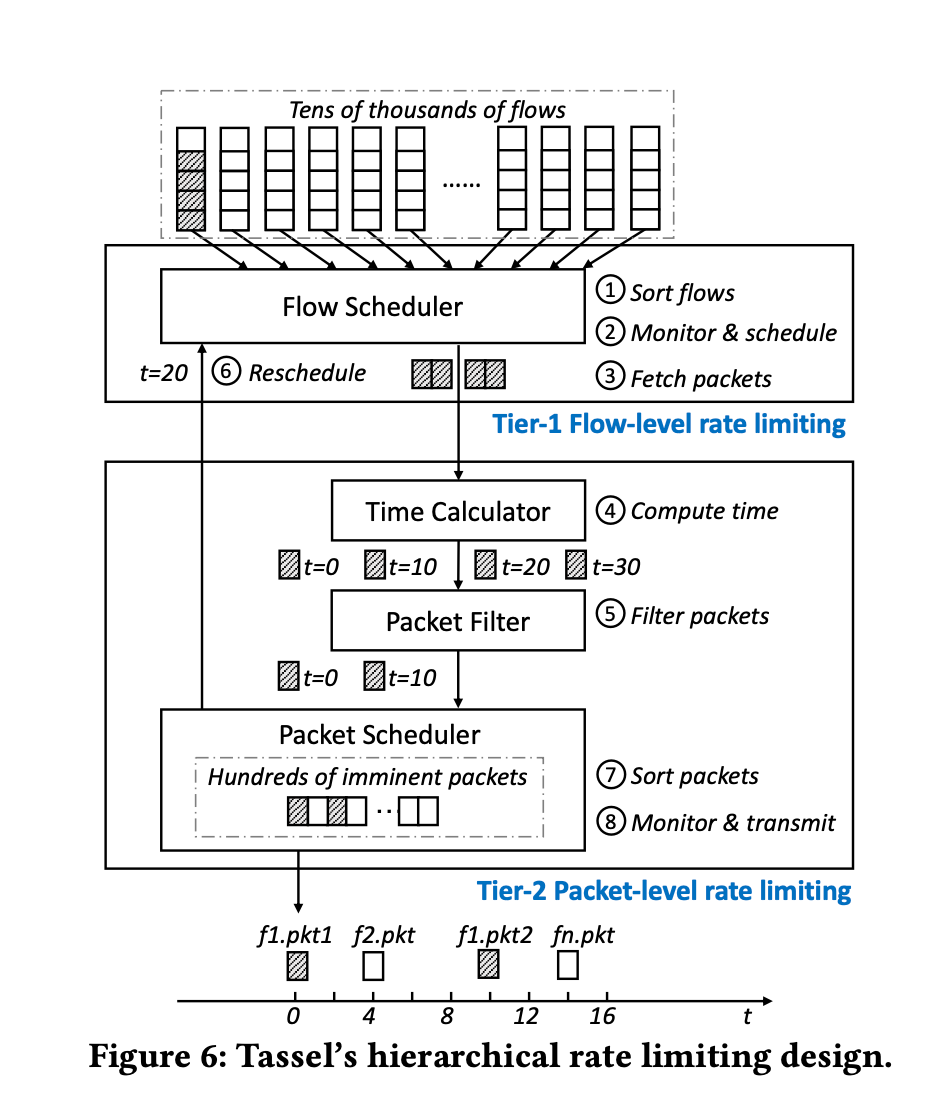 Tens of thousands of flows
......
Flow Scheduler
① Sort flows
② Monitor & schedule
③ Fetch packets
t=20 ⑥ Reschedule
Tier-1 Flow-level rate limiting
Time Calculator
④ Compute time
t=0 t=10 t=20 t=30
Packet Filter
⑤ Filter packets
t=0 t=10
Packet Scheduler
Hundreds of imminent packets
...
⑦ Sort packets
⑧ Monitor & transmit
Tier-2 Packet-level rate limiting
f1.pkt1 f2.pkt f1.pkt2 fn.pkt
0 4 8 12 16 t
Figure 6: Tassel's hierarchical rate limiting design.